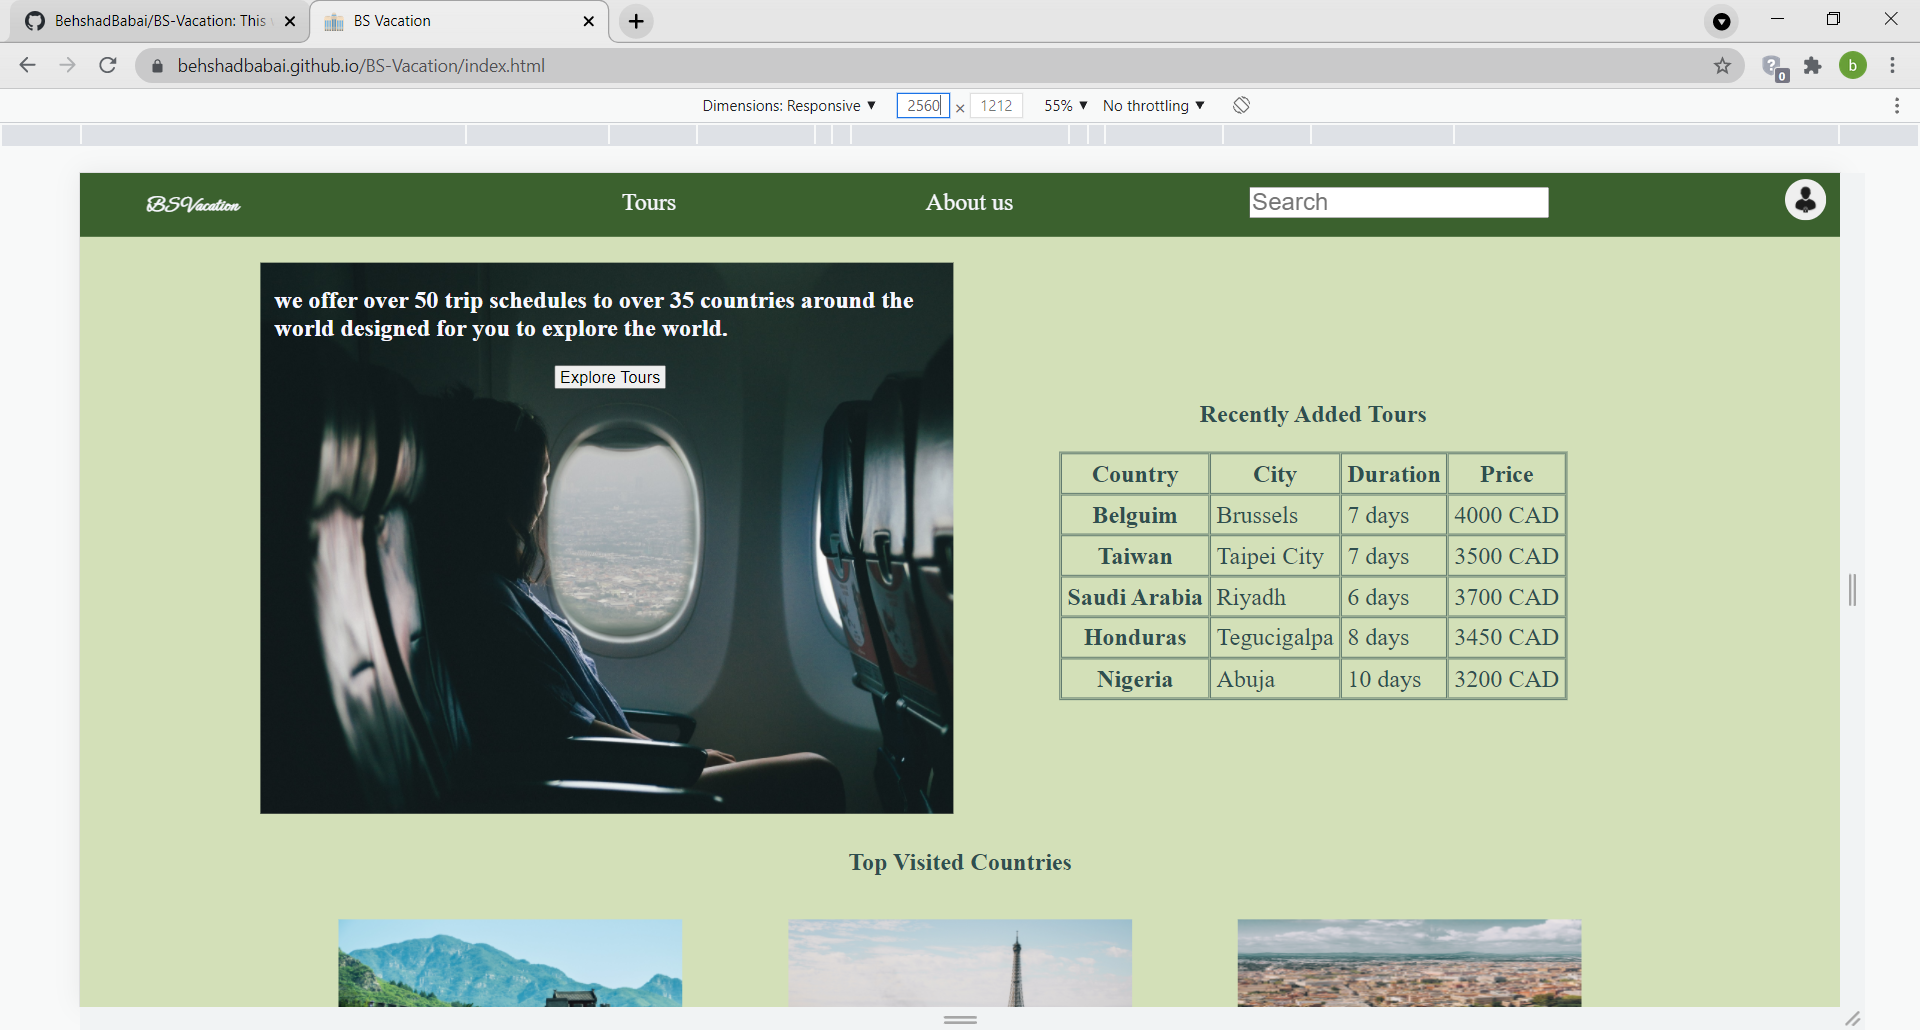 BehshadBabai/BS-Vacation: This
BS Vacation
behshadbabai.github.io/BS-Vacation/index.html
b
0
Dimensions: Responsive 2560 × 1212 55% No throttling
BSVacation
Tours
About us
Search
we offer over 50 trip schedules to over 35 countries around the
world designed for you to explore the world.
Explore Tours
Recently Added Tours
Country City Duration Price
Belguim Brussels 7 days 4000 CAD
Taiwan Taipei City 7 days 3500 CAD
Saudi Arabia Riyadh 6 days 3700 CAD
Honduras Tegucigalpa 8 days 3450 CAD
Nigeria Abuja 10 days 3200 CAD
Top Visited Countries